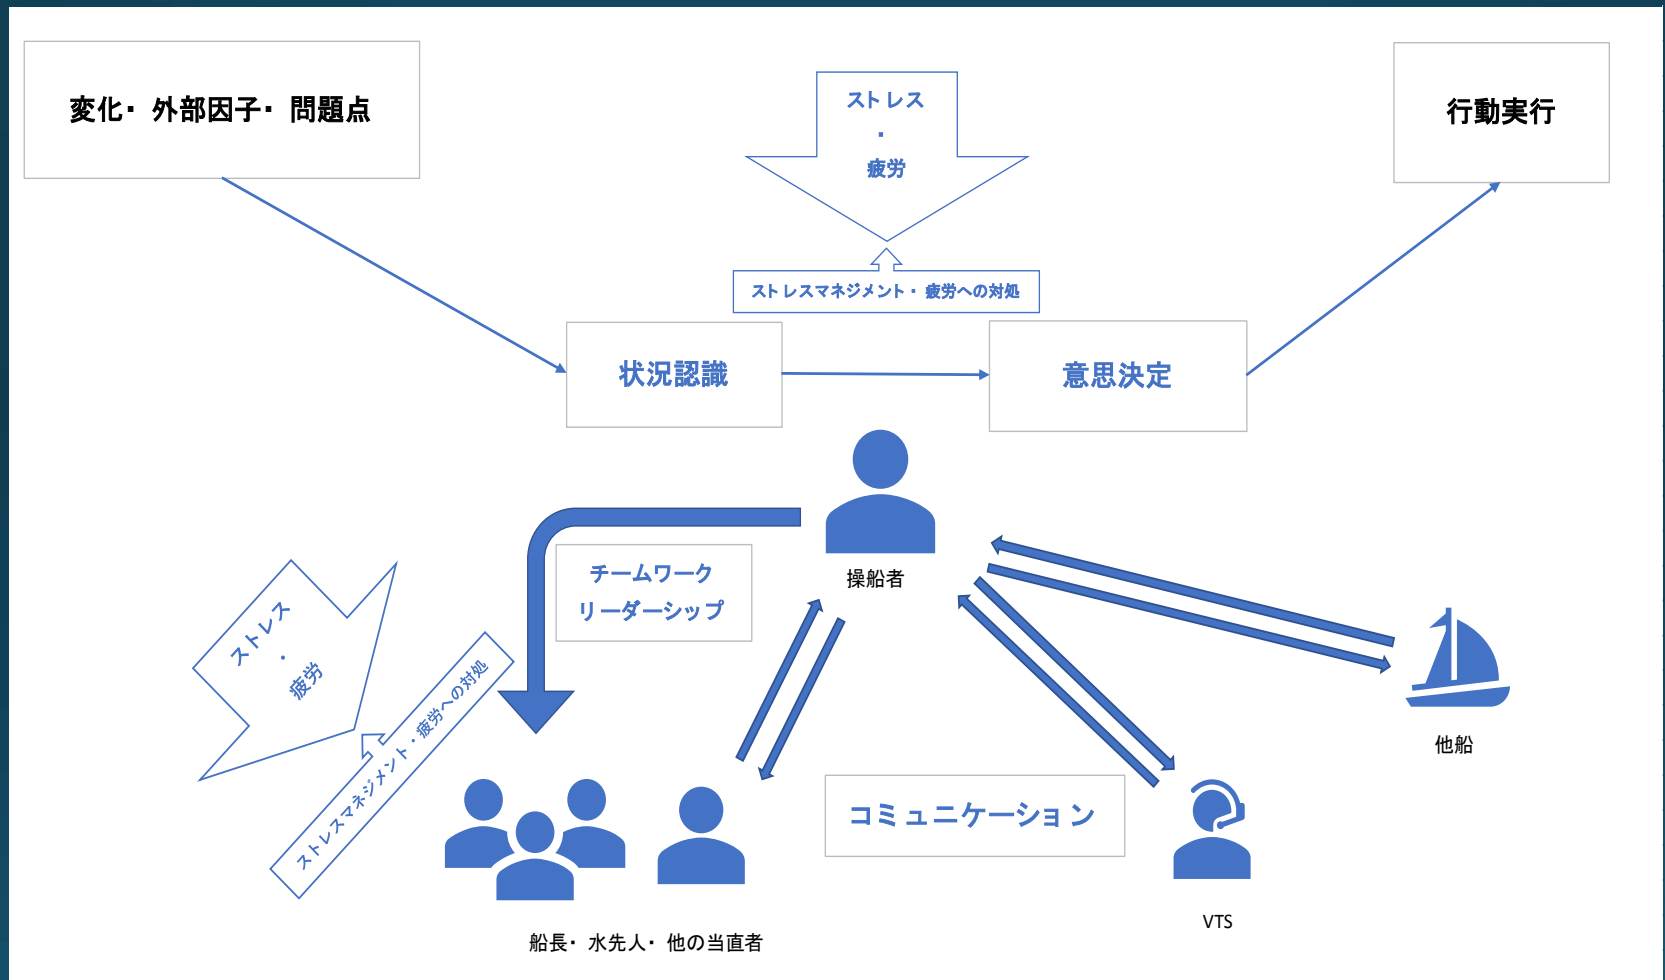 変化・外部因子・問題点
ストレス
・
疲労
行動実行
ストレスマネジメント・疲労への対処
状況認識
意思決定
操船者
チームワーク
リーダーシップ
ストレス
・
疲労
ストレスマネジメント・疲労への対処
他船
コミュニケーション
VTS
船長・水先人・他の当直者